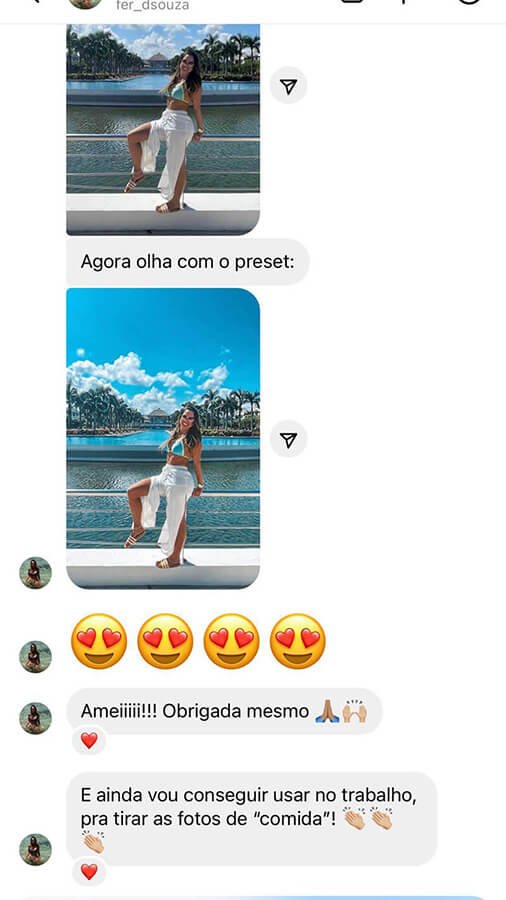 fer_dsouza
Agora olha com o preset:
😍 😍 😍 😍
Ameiiiii!!! Obrigada mesmo 🙏🏽🙌🏼
❤️
E ainda vou conseguir usar no trabalho,
pra tirar as fotos de “comida”! 👏🏼👏🏼
👏🏼
❤️